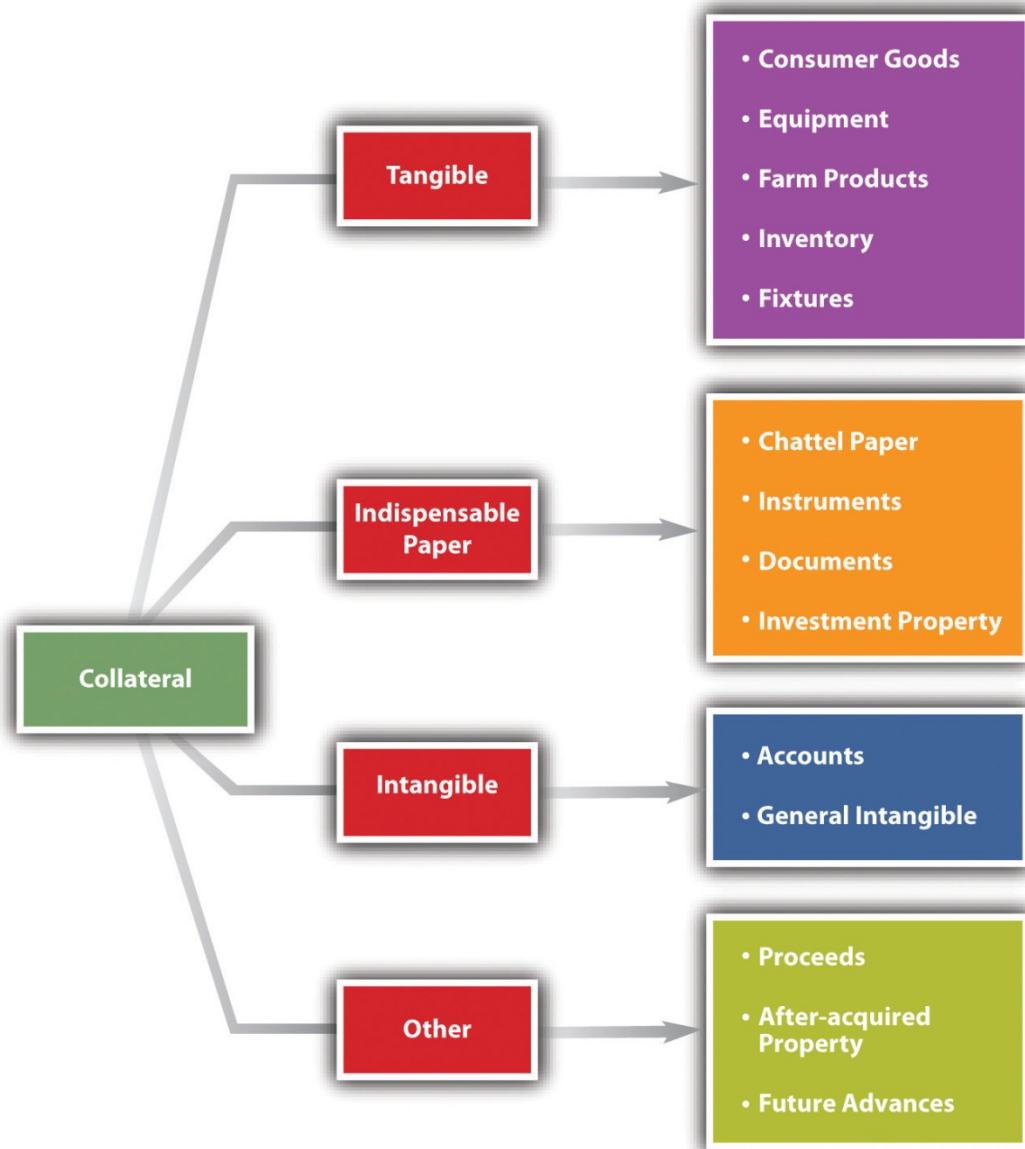 Collateral
Tangible
• Consumer Goods
• Equipment
• Farm Products
• Inventory
• Fixtures
Indispensable
Paper
• Chattel Paper
• Instruments
• Documents
• Investment Property
Intangible
• Accounts
• General Intangible
Other
• Proceeds
• After-acquired
Property
• Future Advances